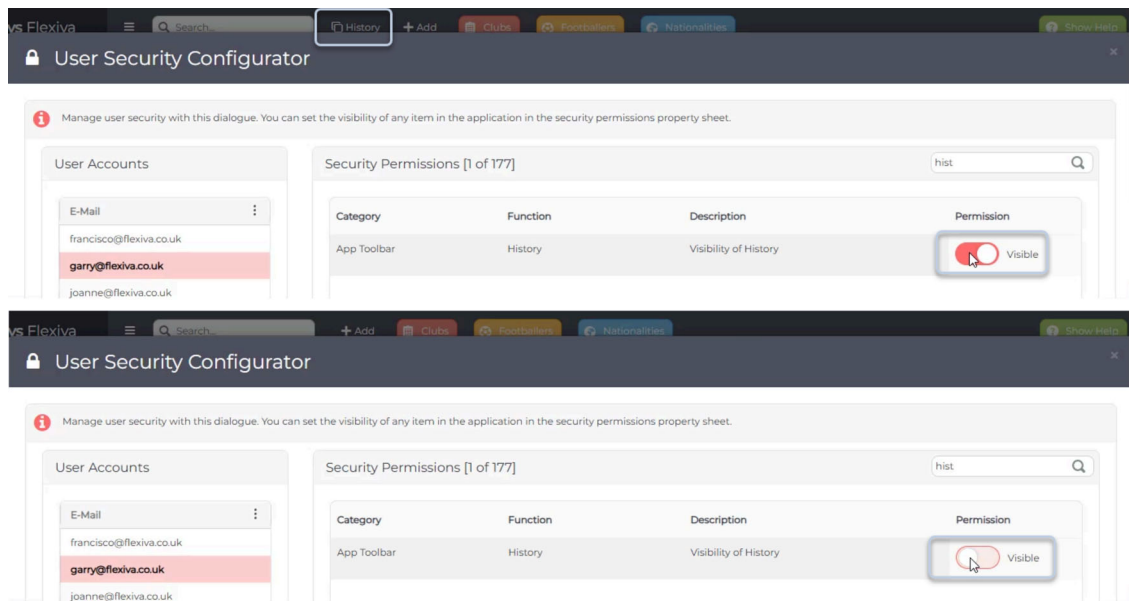 ys Flexiva Search... History + Add Clubs Footballers Nationalities Show Help
User Security Configurator
Manage user security with this dialogue. You can set the visibility of any item in the application in the security permissions property sheet.
User Accounts Security Permissions [1 of 177] hist
E-Mail Category Function Description Permission
francisco@flexiva.co.uk App Toolbar History Visibility of History Visible
garry@flexiva.co.uk
joanne@flexiva.co.uk
ys Flexiva Search... + Add Clubs Footballers Nationalities Show Help
User Security Configurator
Manage user security with this dialogue. You can set the visibility of any item in the application in the security permissions property sheet.
User Accounts Security Permissions [1 of 177] hist
E-Mail Category Function Description Permission
francisco@flexiva.co.uk App Toolbar History Visibility of History Visible
garry@flexiva.co.uk
joanne@flexiva.co.uk